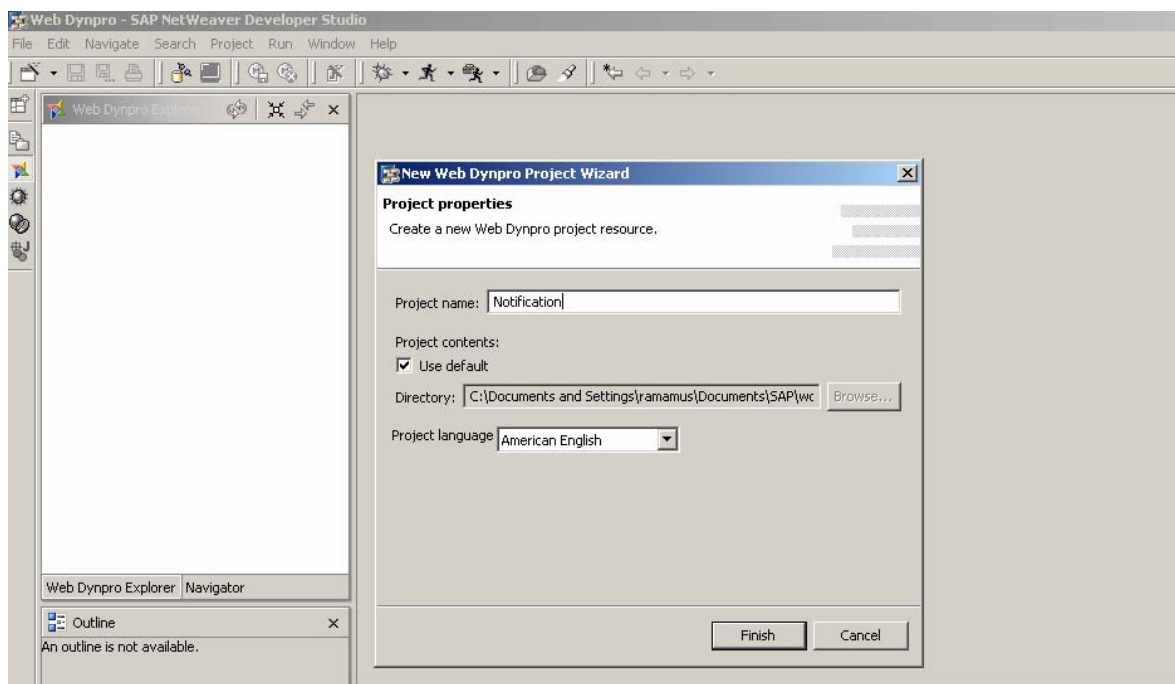 Web Dynpro - SAP NetWeaver Developer Studio
File Edit Navigate Search Project Run Window Help
Web Dynpro Explorer
New Web Dynpro Project Wizard
Project properties
Create a new Web Dynpro project resource.
Project name: Notification
Project contents:
Use default
Directory: C:\Documents and Settings\ramamus\Documents\SAP\wc Browse...
Project language American English
Web Dynpro Explorer Navigator
Outline
An outline is not available.
Finish Cancel